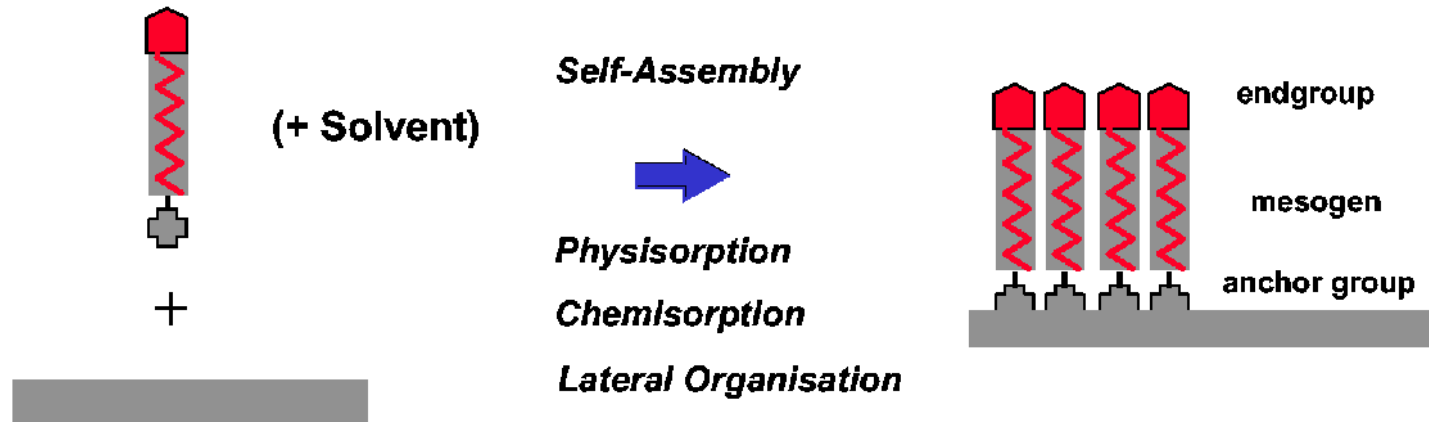 (+ Solvent)
+
Self-Assembly
Physisorption
Chemisorption
Lateral Organisation
endgroup
mesogen
anchor group